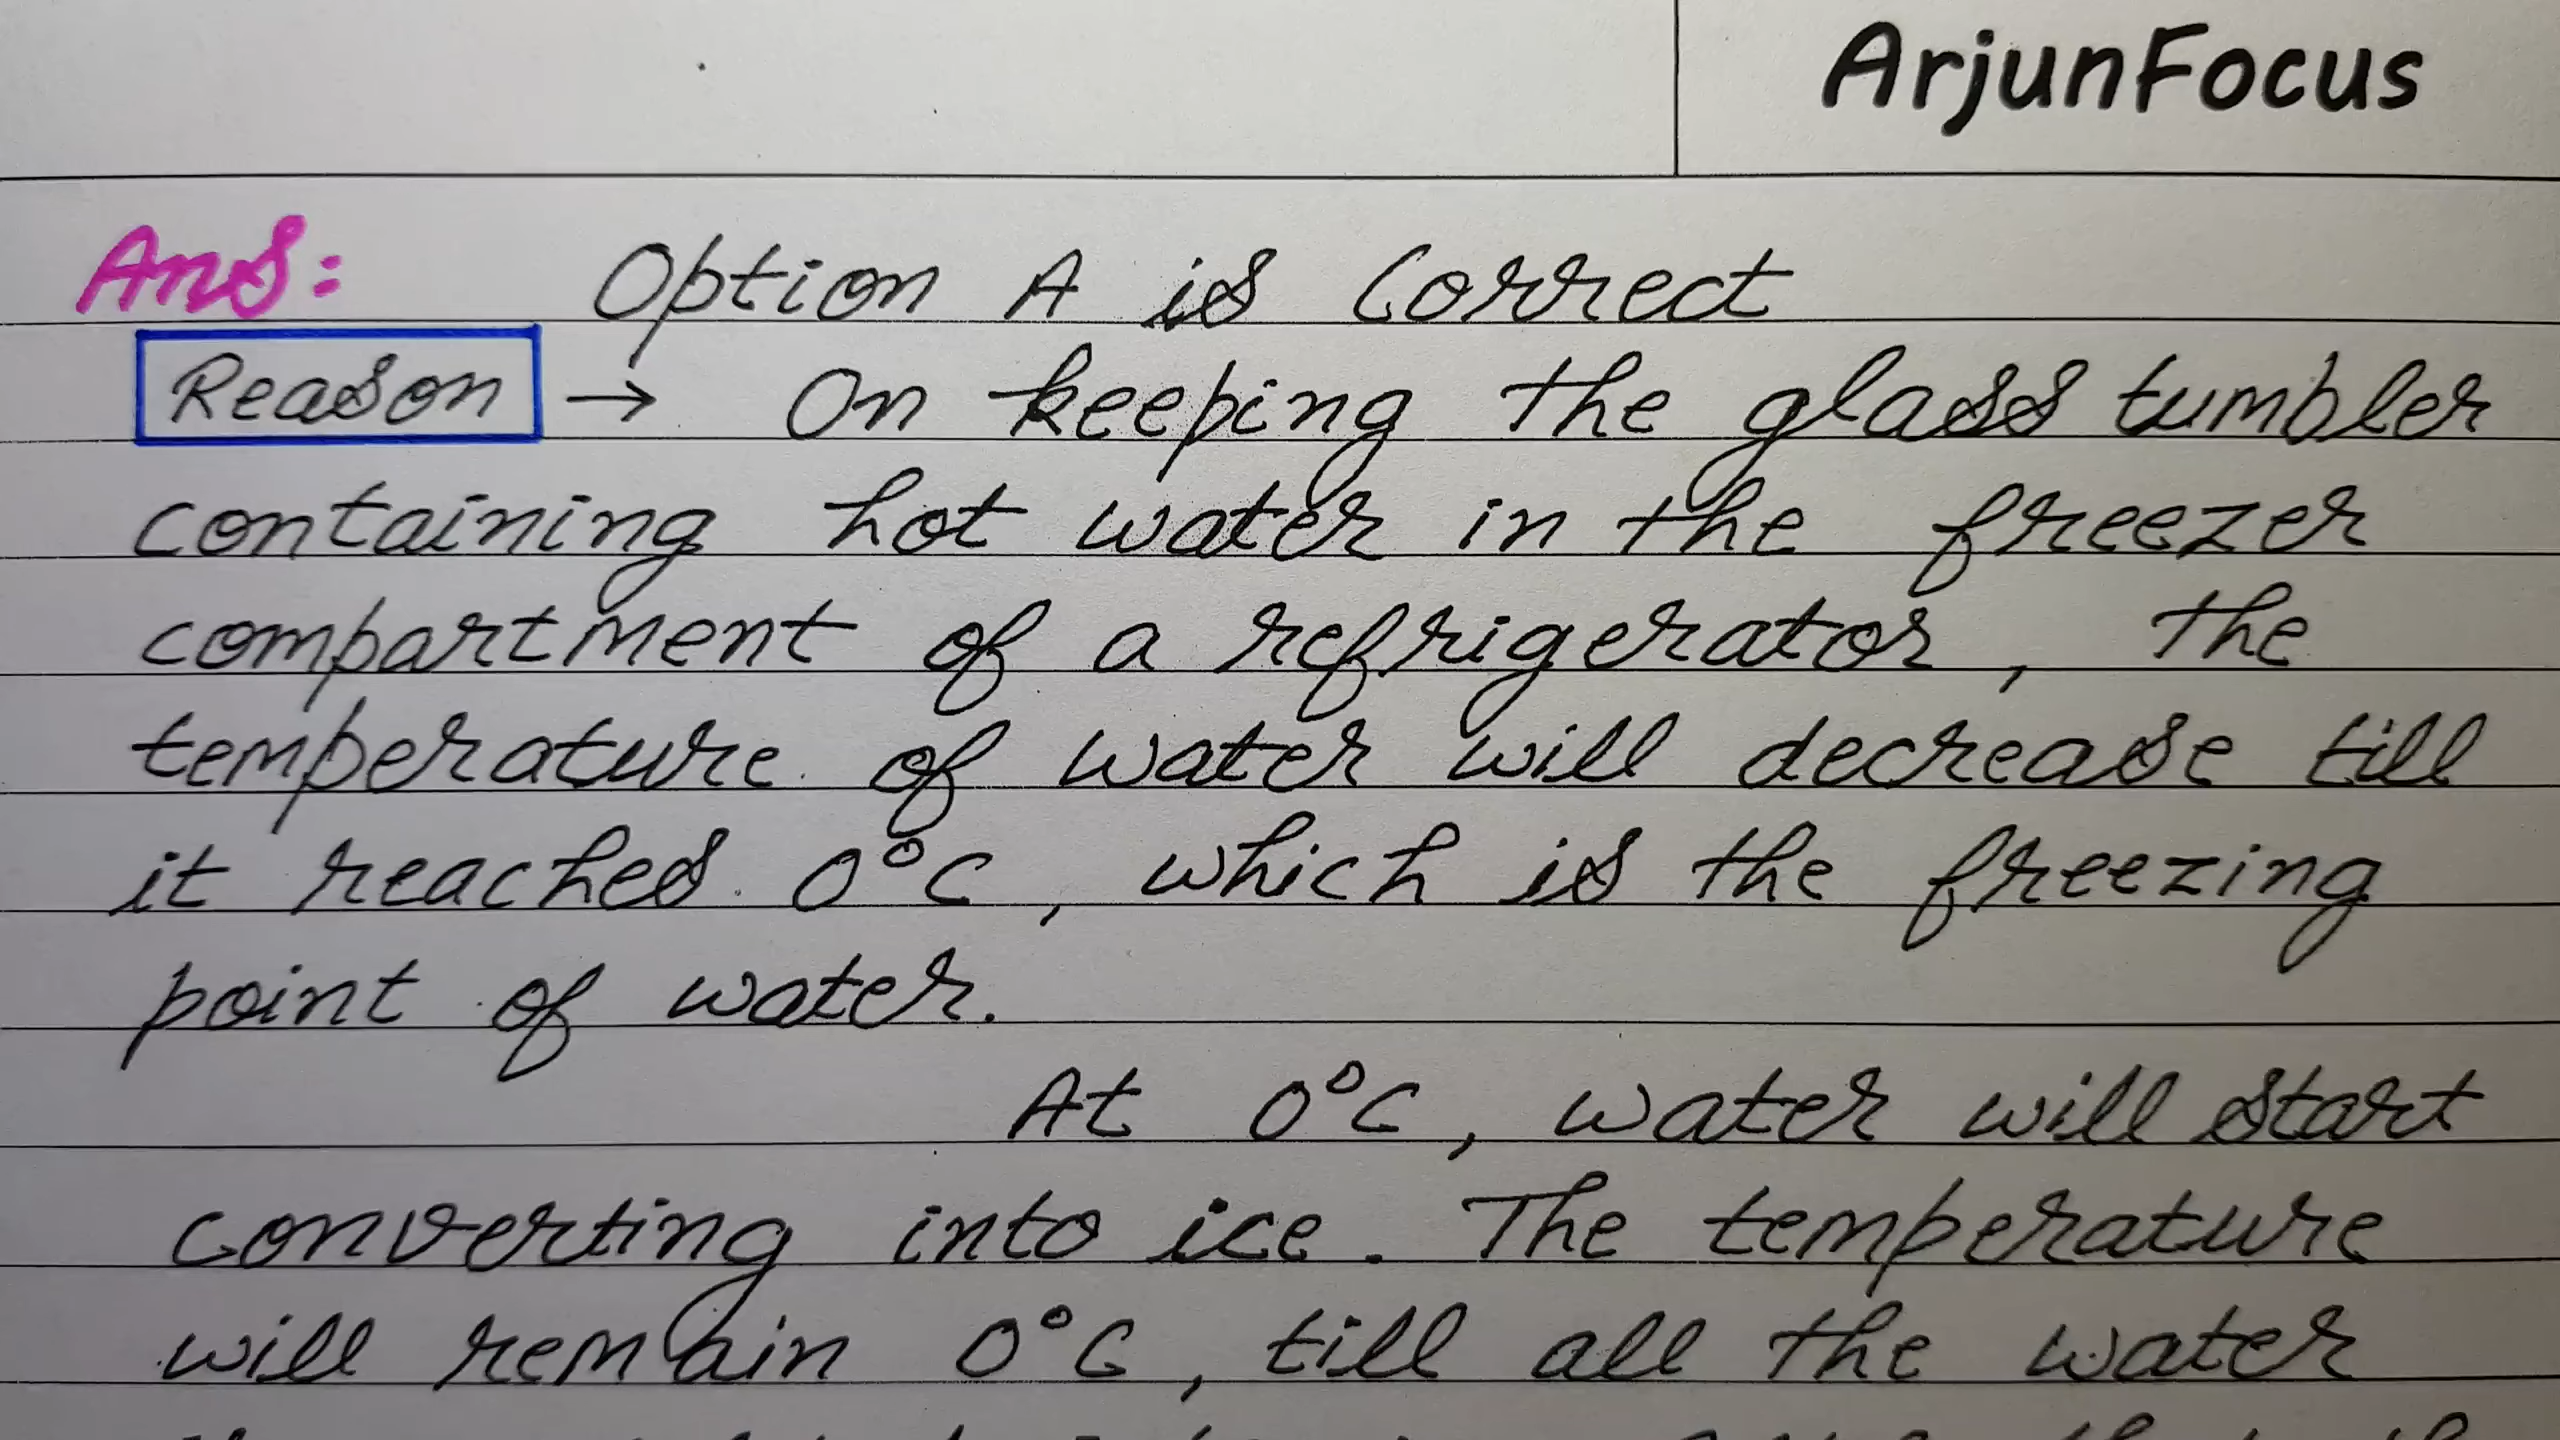 ArjunFocus
Ans: Option A is Correct
Reason → On keeping the glass tumbler
containing hot water in the freezer
compartment of a refrigerator, the
temperature of water will decrease till
it reaches 0°C, which is the freezing
point of water.
At 0°C, water will start
converting into ice. The temperature
will remain 0°C, till all the water